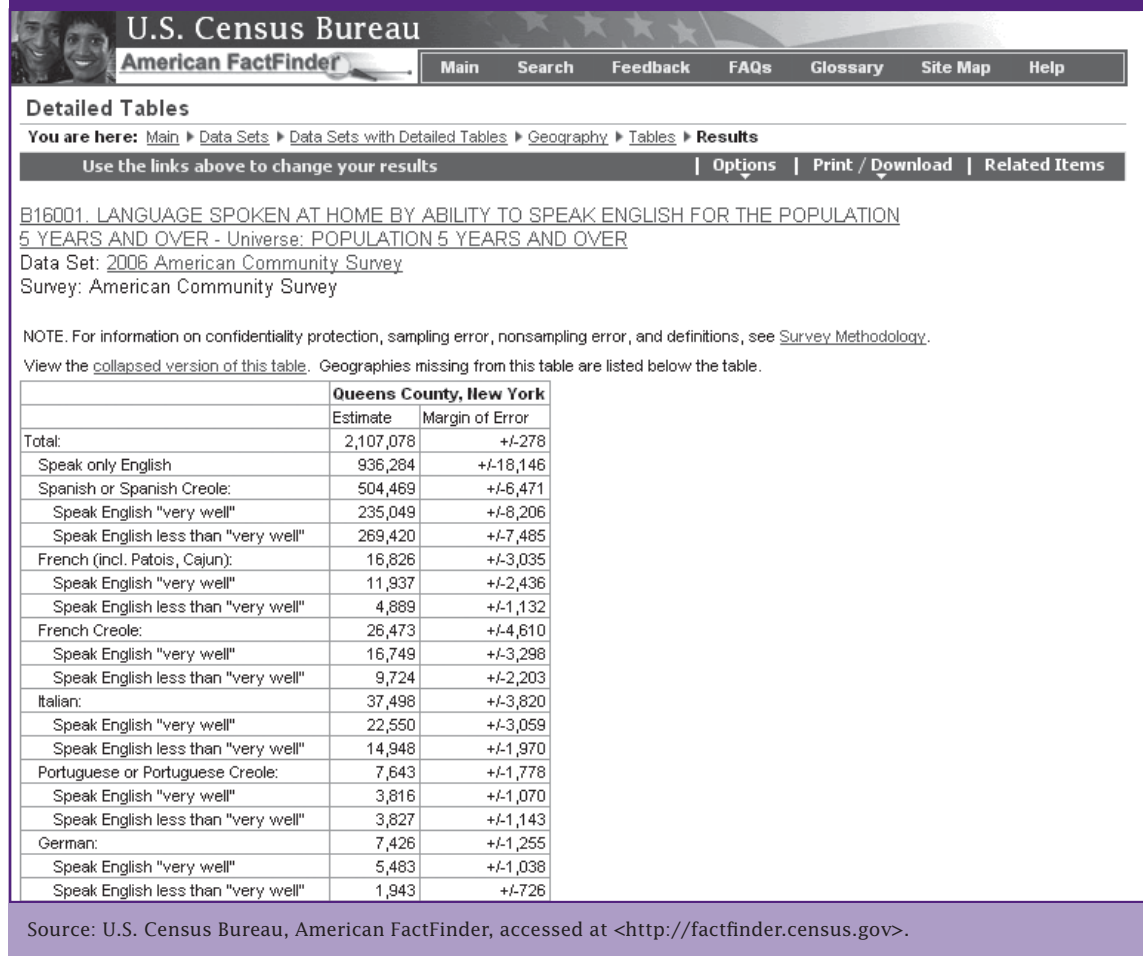 U.S. Census Bureau
American FactFinder
Main Search Feedback FAQs Glossary Site Map Help
Detailed Tables
You are here: Main Data Sets Data Sets with Detailed Tables Geography Tables Results
Use the links above to change your results | Options | Print / Download | Related Items
B16001. LANGUAGE SPOKEN AT HOME BY ABILITY TO SPEAK ENGLISH FOR THE POPULATION
5 YEARS AND OVER - Universe: POPULATION 5 YEARS AND OVER
Data Set: 2006 American Community Survey
Survey: American Community Survey
NOTE. For information on confidentiality protection, sampling error, nonsampling error, and definitions, see Survey Methodology.
View the collapsed version of this table. Geographies missing from this table are listed below the table.
Queens County, New York
Estimate Margin of Error
Total: 2,107,078 +/-278
Speak only English 936,284 +/-18,146
Spanish or Spanish Creole: 504,469 +/-6,471
Speak English "very well" 235,049 +/-8,206
Speak English less than "very well" 269,420 +/-7,485
French (incl. Patois, Cajun): 16,826 +/-3,035
Speak English "very well" 11,937 +/-2,436
Speak English less than "very well" 4,889 +/-1,132
French Creole: 26,473 +/-4,610
Speak English "very well" 16,749 +/-3,298
Speak English less than "very well" 9,724 +/-2,203
Italian: 37,498 +/-3,820
Speak English "very well" 22,550 +/-3,059
Speak English less than "very well" 14,948 +/-1,970
Portuguese or Portuguese Creole: 7,643 +/-1,778
Speak English "very well" 3,816 +/-1,070
Speak English less than "very well" 3,827 +/-1,143
German: 7,426 +/-1,255
Speak English "very well" 5,483 +/-1,038
Speak English less than "very well" 1,943 +/-726
Source: U.S. Census Bureau, American FactFinder, accessed at <http://factfinder.census.gov>.